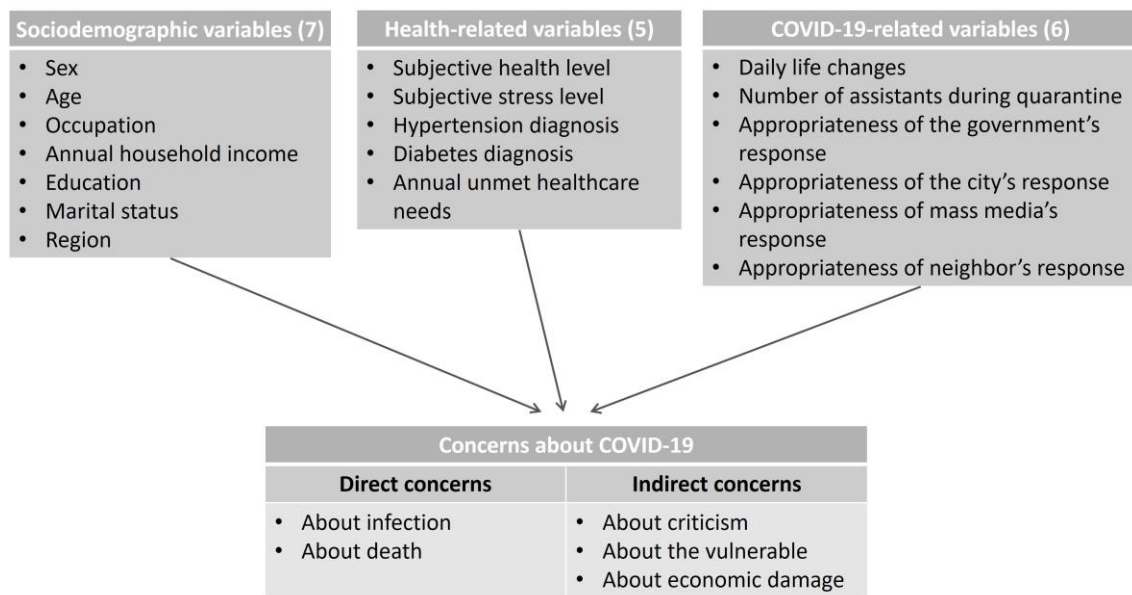 Sociodemographic variables (7)
• Sex
• Age
• Occupation
• Annual household income
• Education
• Marital status
• Region
Health-related variables (5)
• Subjective health level
• Subjective stress level
• Hypertension diagnosis
• Diabetes diagnosis
• Annual unmet healthcare
needs
COVID-19-related variables (6)
• Daily life changes
• Number of assistants during quarantine
• Appropriateness of the government’s
response
• Appropriateness of the city’s response
• Appropriateness of mass media’s
response
• Appropriateness of neighbor’s response
Concerns about COVID-19
Direct concerns
• About infection
• About death
Indirect concerns
• About criticism
• About the vulnerable
• About economic damage